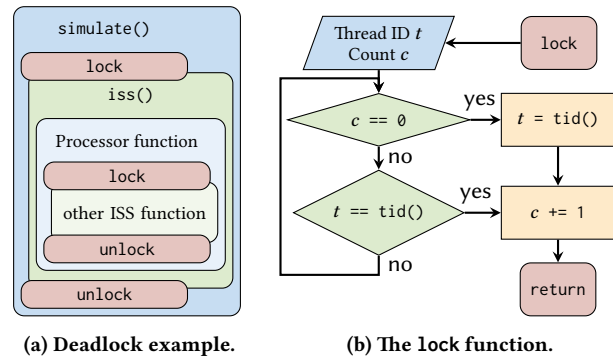 simulate()
lock
iss()
Processor function
lock
other ISS function
unlock
unlock
(a) Deadlock example.
Thread ID t
Count c
lock
c == 0
yes
t = tid()
no
t == tid()
yes
c += 1
no
return
(b) The lock function.